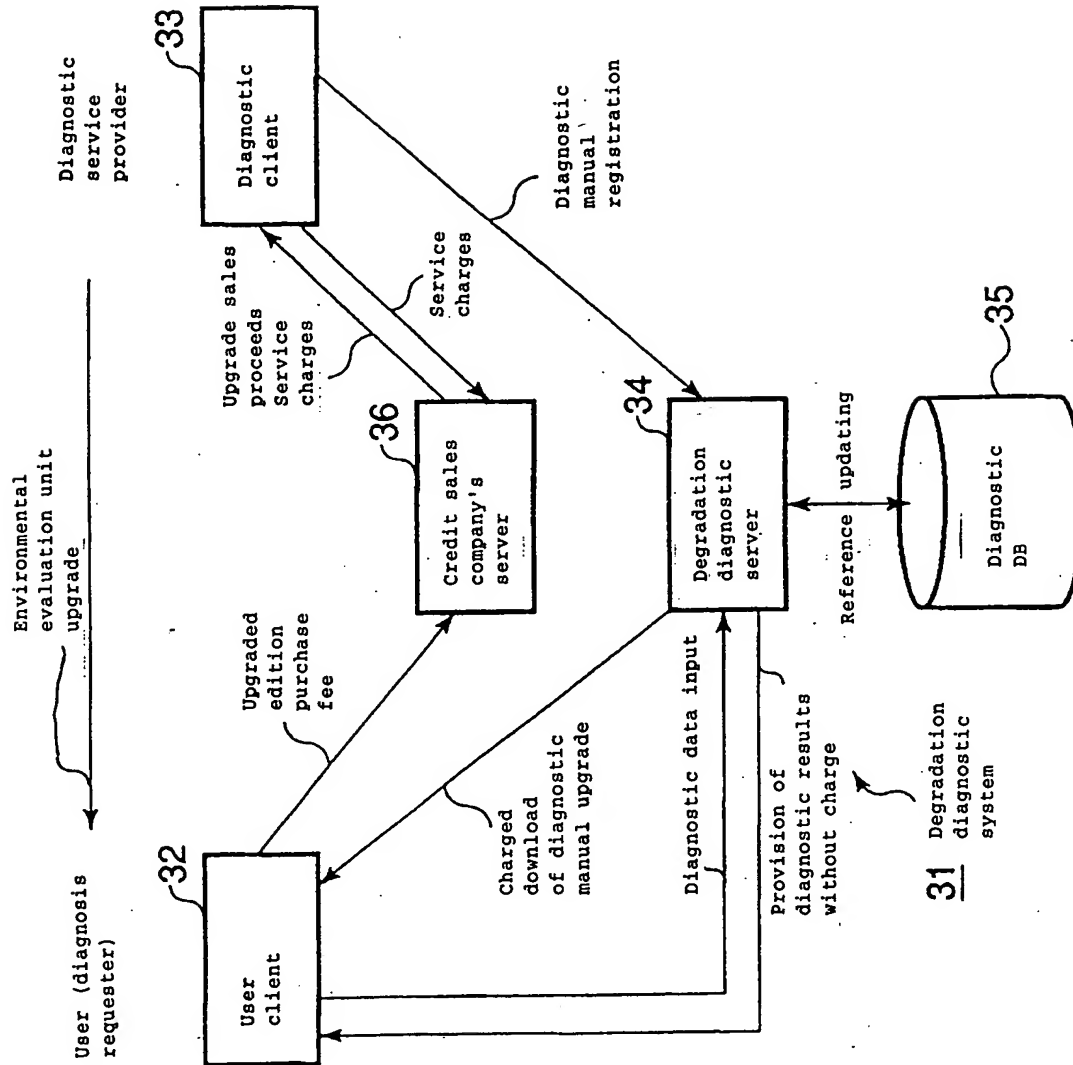 User (diagnosis
requester)
Environmental
evaluation unit
upgrade
Diagnostic
service
provider
32
User
client
33
Diagnostic
client
Upgraded
edition
purchase
fee
Upgrade sales
proceeds
Service
charges
Service
charges
36
Credit sales
company's
server
Charged
download
of diagnostic
manual upgrade
Diagnostic
manual
registration
34
Degradation
diagnostic
server
Diagnostic data input
Provision of
diagnostic results
without charge
Reference updating
35
Diagnostic
DB
31 Degradation
diagnostic
system